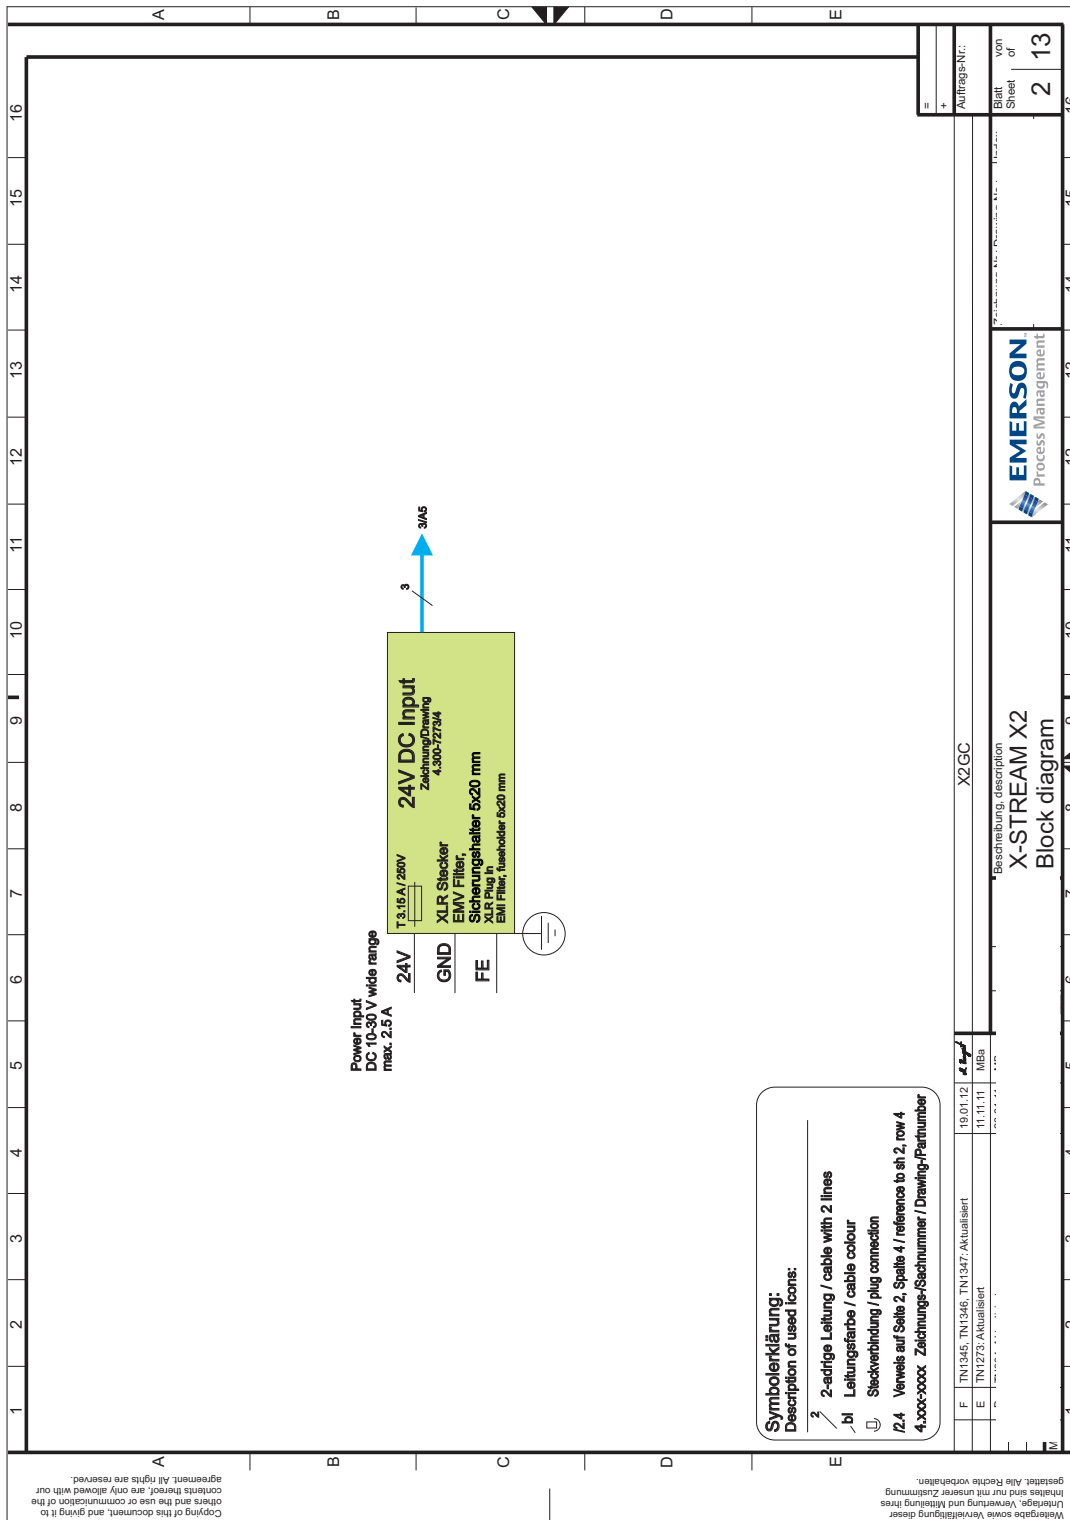 Copying of this document, and giving it to
others and the use or communication of the
contents thereof, are only allowed with our
agreement. All rights are reserved.
Weitergabe sowie Vervielfältigung dieser
Unterlage, Verwertung und Mitteilung ihres
Inhaltes sind nur mit unserer Zustimmung
gestattet. Alle Rechte vorbehalten.
1 2 3 4 5 6 7 8 9 10 11 12 13 14 15 16
A
B
C
D
E
A
B
C
D
E
Power Input
DC 10-30 V wide range
max. 2.5 A
24V
GND
FE
T 3.15 A / 250V
24V DC Input
Zeichnung/Drawing
4.300-7273/4
XLR Stecker
EMV Filter,
Sicherungshalter 5x20 mm
XLR Plug in
EMI Filter, fuseholder 5x20 mm
3
3/A5
Symbolerklärung:
Description of used icons:
2 2-adrige Leitung / cable with 2 lines
bl Leitungsfarbe / cable colour
Steckverbindung / plug connection
/2.4 Verweis auf Seite 2, Spalte 4 / reference to sh 2, row 4
4.xxx-xxxx Zeichnungs-/Sachnummer / Drawing-/Partnumber
F TN1345, TN1346, TN1347: Aktualisiert 19.01.12
E TN1273: Aktualisiert 11.11.11 MBa
X2GC
Beschreibung, description
X-STREAM X2
Block diagram
EMERSON
Process Management
=
+
Auftrags-Nr.:
Blatt
Sheet
von
of
2
13